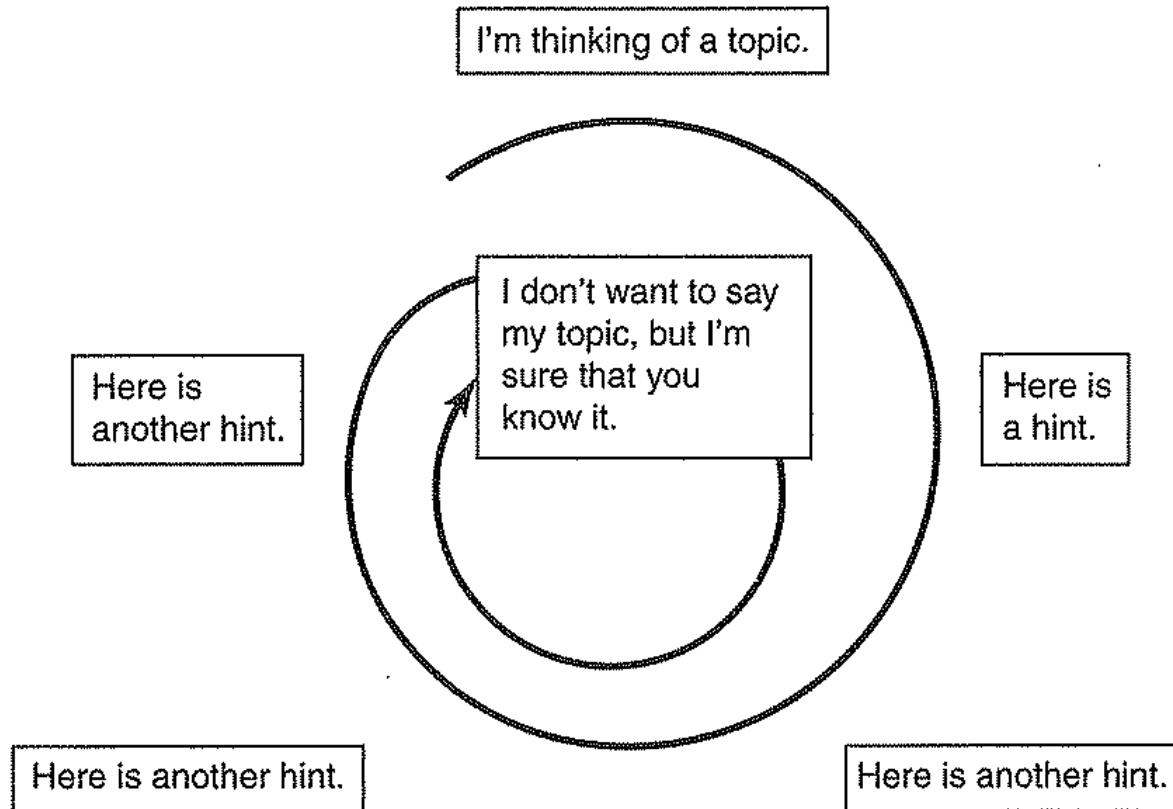 I'm thinking of a topic.
I don't want to say
my topic, but I'm
sure that you
know it.
Here is
another hint.
Here is
a hint.
Here is another hint.
Here is another hint.